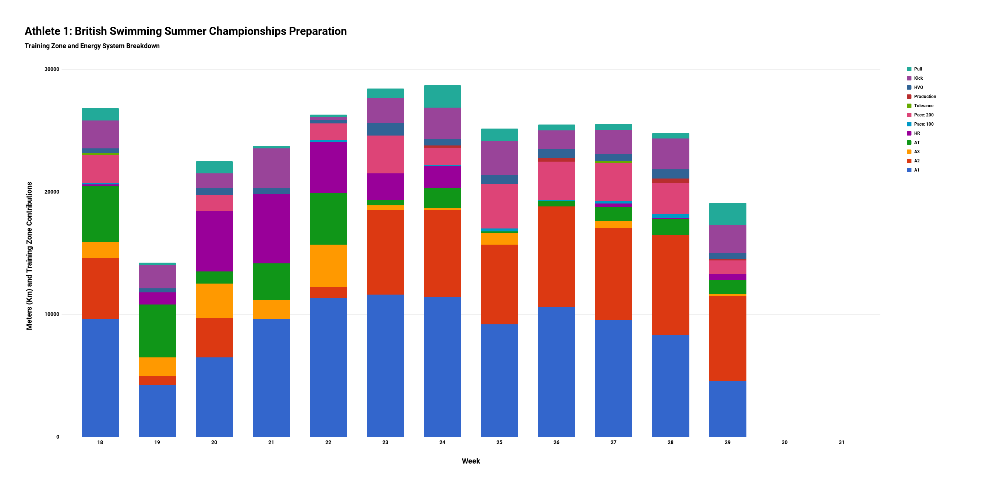 Athlete 1: British Swimming Summer Championships Preparation
Training Zone and Energy System Breakdown
Meters (Km) and Training Zone Contributions
30000
20000
10000
0
18
19
20
21
22
23
24
25
26
27
28
29
30
31
Week
Pull
Kick
HVO
Production
Tolerance
Pace: 200
Pace: 100
HR
AT
A3
A2
A1